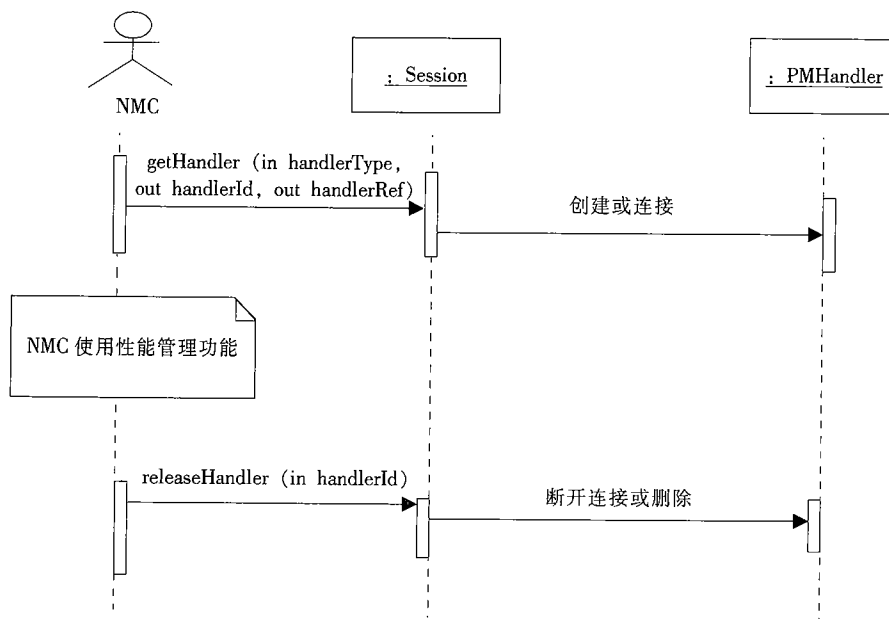 NMC
： Session
： PMHandler
getHandler（in handlerType，
out handlerId，out handlerRef）
创建或连接
NMC 使用性能管理功能
releaseHandler（in handlerId）
断开连接或删除